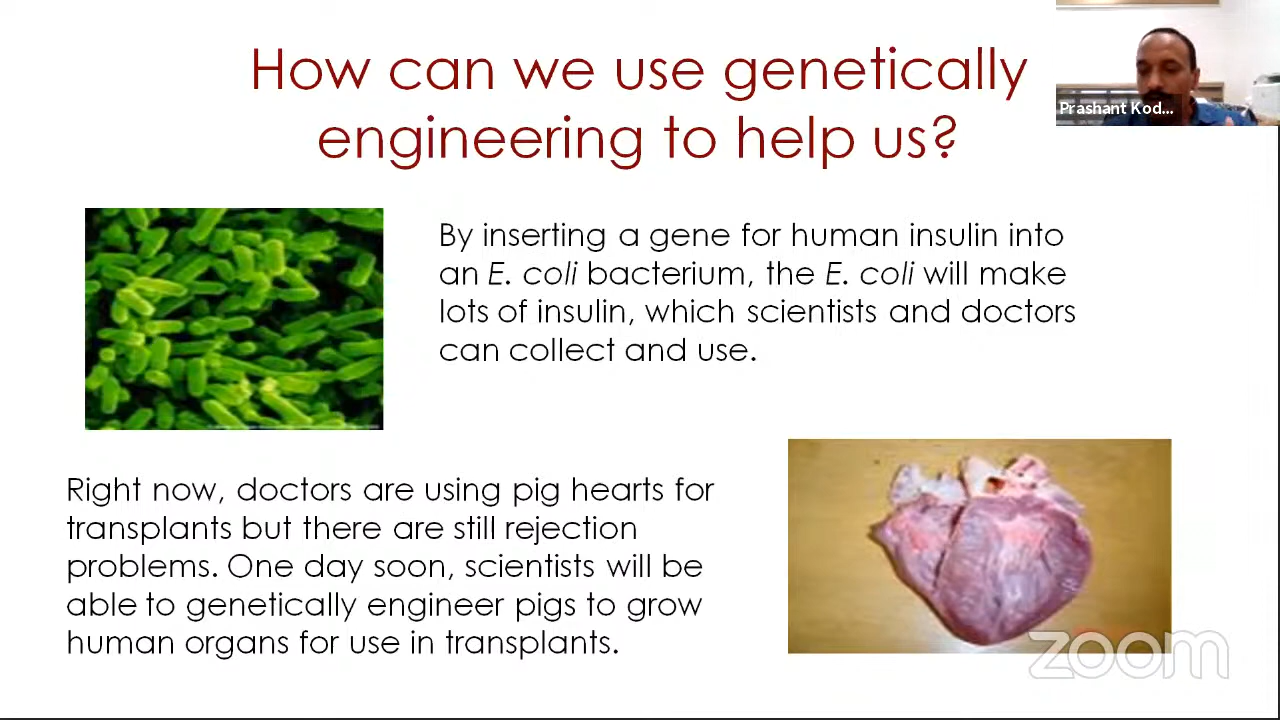 How can we use genetically
engineering to help us?
Prashant Kod...
By inserting a gene for human insulin into
an E. coli bacterium, the E. coli will make
lots of insulin, which scientists and doctors
can collect and use.
Right now, doctors are using pig hearts for
transplants but there are still rejection
problems. One day soon, scientists will be
able to genetically engineer pigs to grow
human organs for use in transplants.
zoom